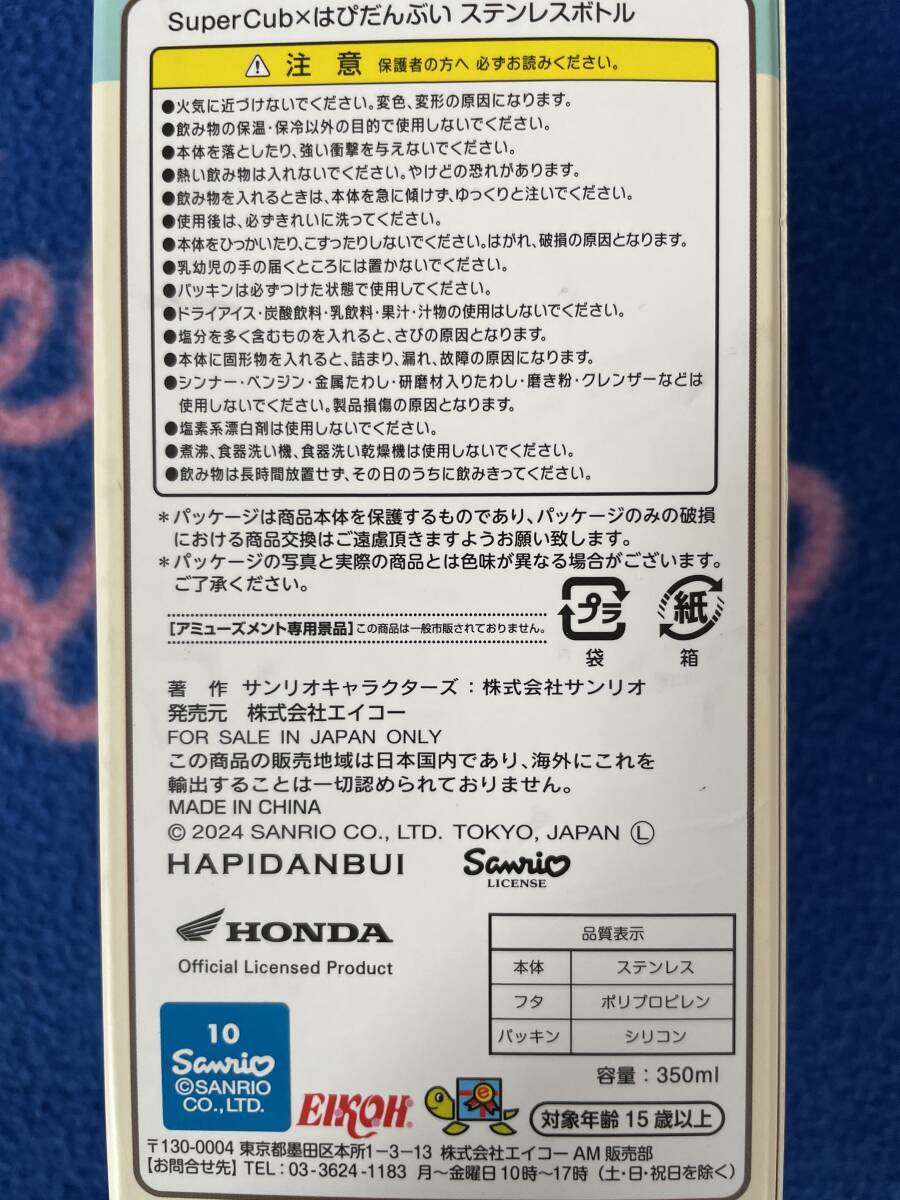 SuperCub×はぴだんぶい ステンレスボトル
⚠ 注 意 保護者の方へ 必ずお読みください。
●火気に近づけないでください。変色、変形の原因になります。
●飲み物の保温・保冷以外の目的で使用しないでください。
●本体を落としたり、強い衝撃を与えないでください。
●熱い飲み物は入れないでください。やけどの恐れがあります。
●飲み物を入れるときは、本体を急に傾けず、ゆっくりと注いでください。
●使用後は、必ずきれいに洗ってください。
●本体をひっかいたり、こすったりしないでください。はがれ、破損の原因となります。
●乳幼児の手の届くところには置かないでください。
●パッキンは必ずつけた状態で使用してください。
●ドライアイス・炭酸飲料・乳飲料・果汁・汁物の使用はしないでください。
●塩分を多く含むものを入れると、さびの原因となります。
●本体に固形物を入れると、詰まり、漏れ、故障の原因になります。
●シンナー・ベンジン・金属たわし・研磨材入りたわし・磨き粉・クレンザーなどは
使用しないでください。製品損傷の原因となります。
●塩素系漂白剤は使用しないでください。
●煮沸、食器洗い機、食器洗い乾燥機は使用しないでください。
●飲み物は長時間放置せず、その日のうちに飲みきってください。
＊パッケージは商品本体を保護するものであり、パッケージのみの破損
における商品交換はご遠慮頂きますようお願い致します。
＊パッケージの写真と実際の商品とは色味が異なる場合がございます。
ご了承ください。
【アミューズメント専用景品】この商品は一般市販されておりません。
プラ 紙
袋 箱
著 作 サンリオキャラクターズ：株式会社サンリオ
発売元 株式会社エイコー
FOR SALE IN JAPAN ONLY
この商品の販売地域は日本国内であり、海外にこれを
輸出することは一切認められておりません。
MADE IN CHINA
© 2024 SANRIO CO., LTD. TOKYO, JAPAN Ⓛ
HAPIDANBUI Sanrio
LICENSE
HONDA
Official Licensed Product
品質表示
本体 ステンレス
フタ ポリプロピレン
パッキン シリコン
容量：350ml
10
Sanrio
©SANRIO
CO.,LTD.
EIKOH e
対象年齢15歳以上
〒130-0004 東京都墨田区本所1-3-13 株式会社エイコー AM 販売部
【お問合せ先】 TEL：03-3624-1183 月〜金曜日10時〜17時（土・日・祝日を除く）